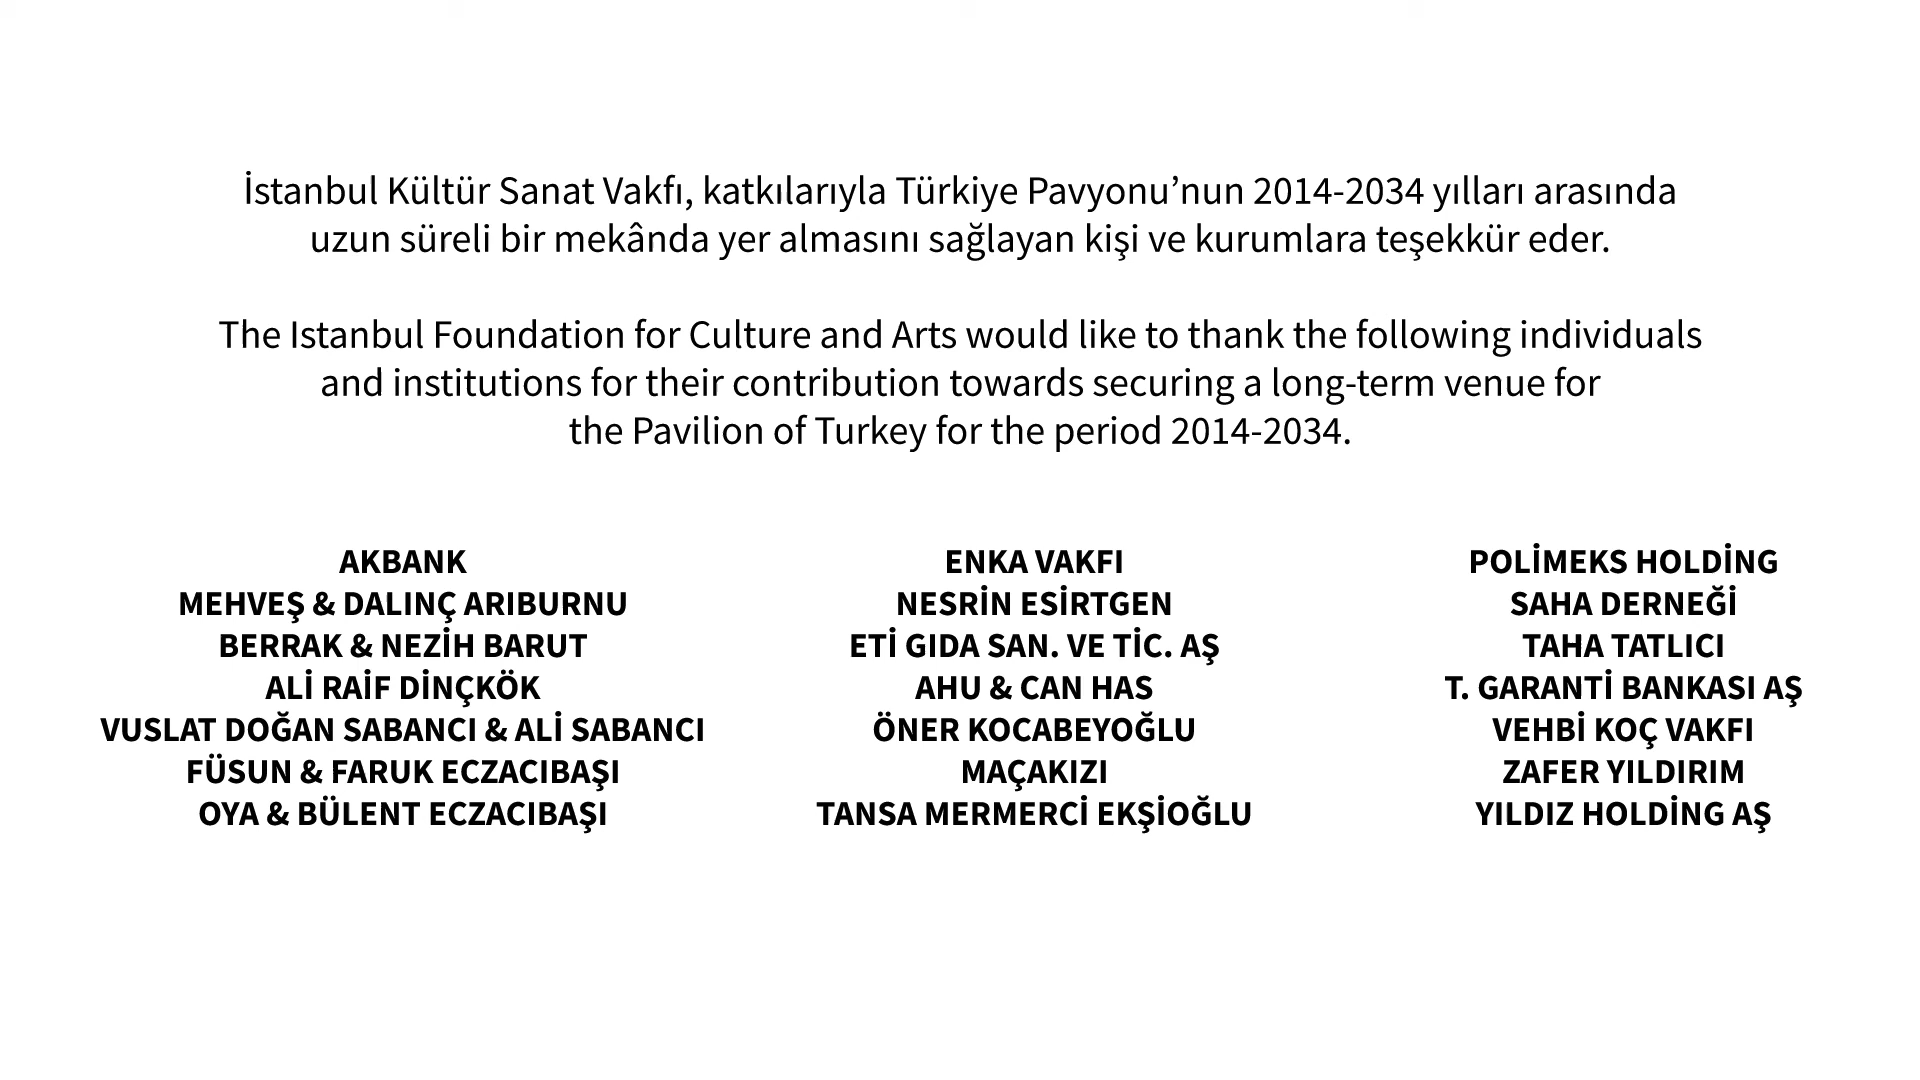 İstanbul Kültür Sanat Vakfı, katkılarıyla Türkiye Pavyonu’nun 2014-2034 yılları arasında
uzun süreli bir mekânda yer almasını sağlayan kişi ve kurumlara teşekkür eder.
The Istanbul Foundation for Culture and Arts would like to thank the following individuals
and institutions for their contribution towards securing a long-term venue for
the Pavilion of Turkey for the period 2014-2034.
AKBANK
MEHVEŞ & DALINÇ ARIBURNU
BERRAK & NEZİH BARUT
ALİ RAİF DİNÇKÖK
VUSLAT DOĞAN SABANCI & ALİ SABANCI
FÜSUN & FARUK ECZACIBAŞI
OYA & BÜLENT ECZACIBAŞI
ENKA VAKFI
NESRİN ESİRTGEN
ETİ GIDA SAN. VE TİC. AŞ
AHU & CAN HAS
ÖNER KOCABEYOĞLU
MAÇAKIZI
TANSA MERMERCİ EKŞİOĞLU
POLİMEKS HOLDİNG
SAHA DERNEĞİ
TAHA TATLICI
T. GARANTİ BANKASI AŞ
VEHBİ KOÇ VAKFI
ZAFER YILDIRIM
YILDIZ HOLDİNG AŞ